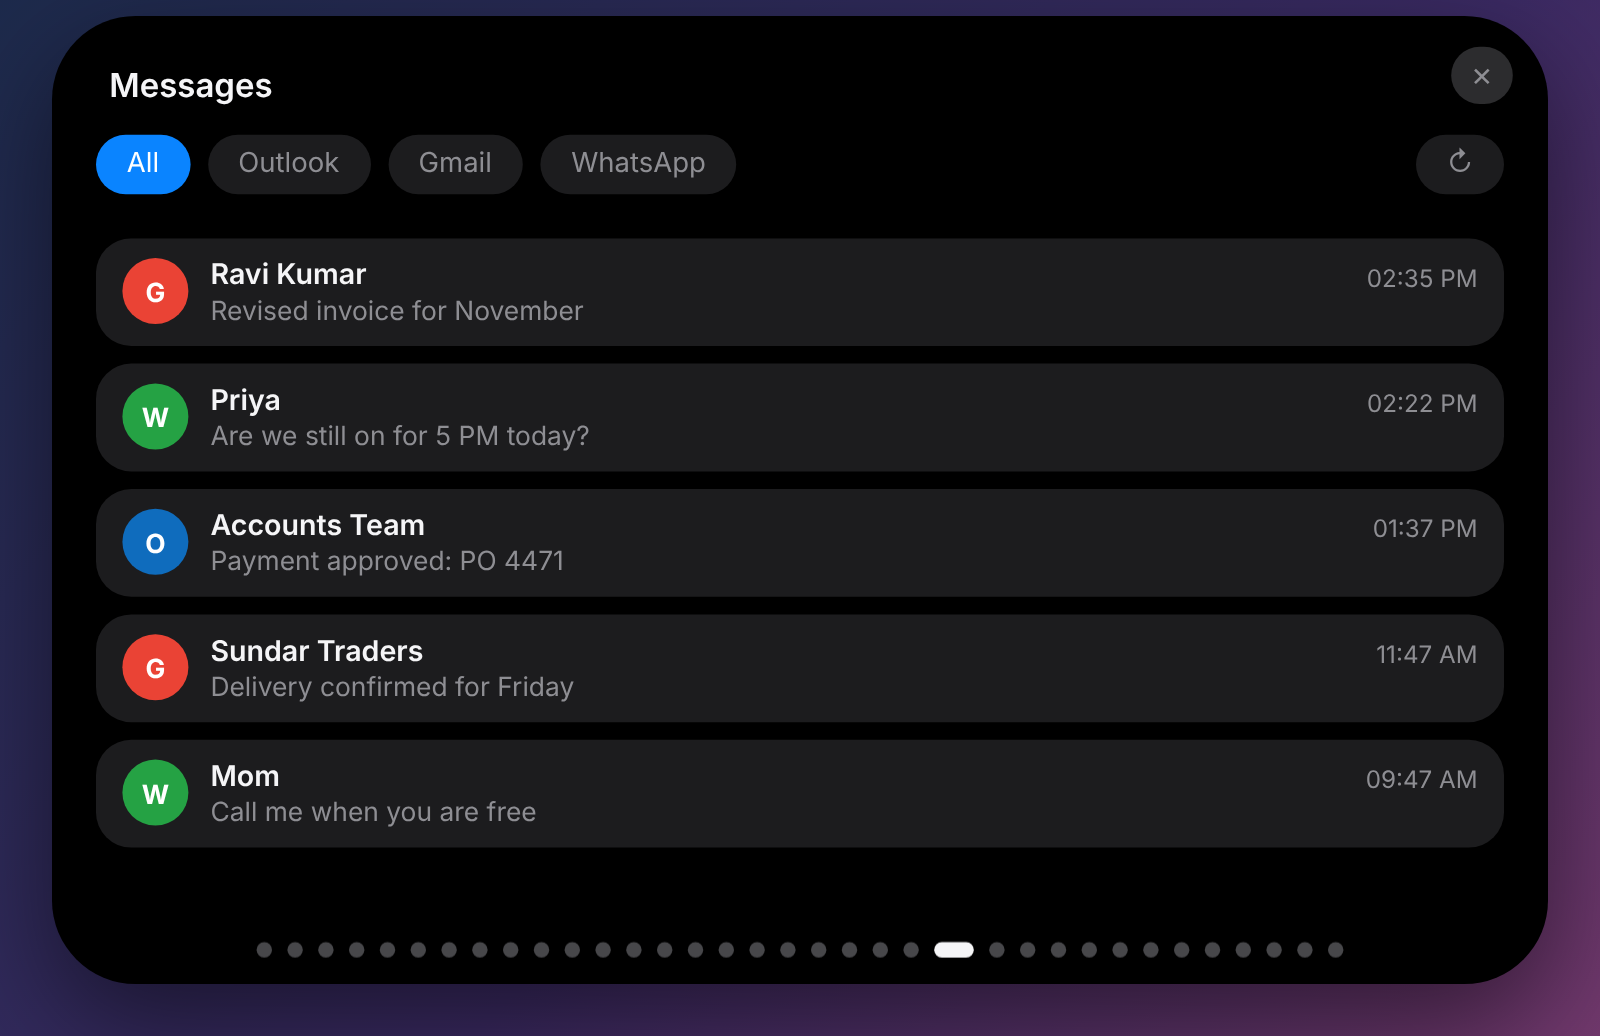 Messages
×
All
Outlook
Gmail
WhatsApp
G
Ravi Kumar
02:35 PM
Revised invoice for November
W
Priya
02:22 PM
Are we still on for 5 PM today?
O
Accounts Team
01:37 PM
Payment approved: PO 4471
G
Sundar Traders
11:47 AM
Delivery confirmed for Friday
W
Mom
09:47 AM
Call me when you are free